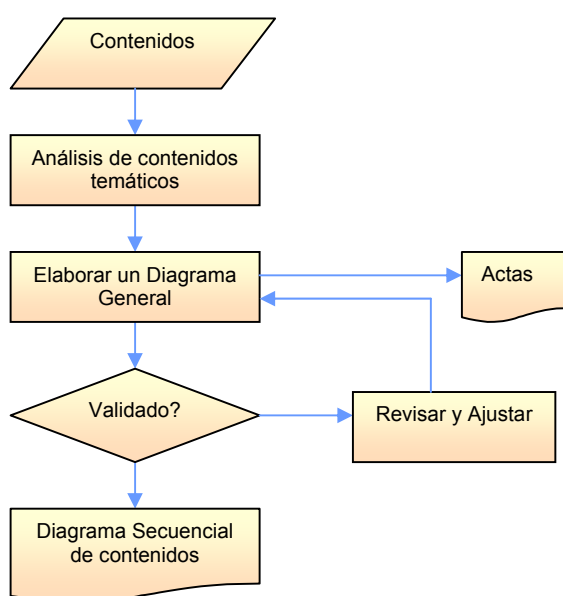 Contenidos
Análisis de contenidos
temáticos
Elaborar un Diagrama
General
Actas
Validado?
Revisar y Ajustar
Diagrama Secuencial
de contenidos